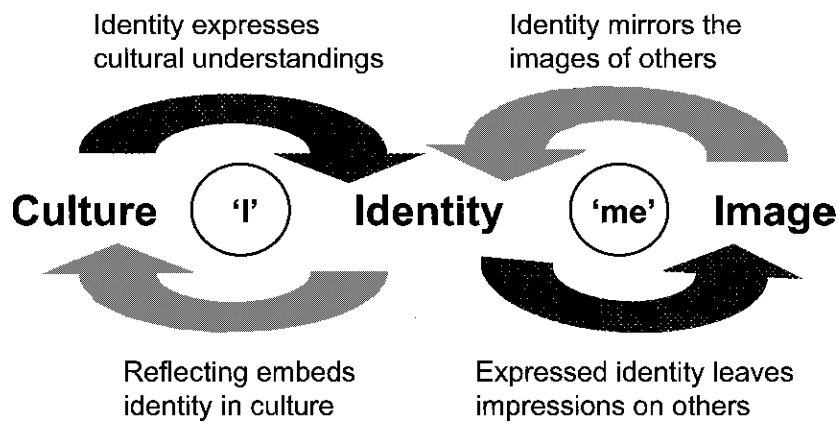 Identity expresses
cultural understandings
Identity mirrors the
images of others
Culture 'I' Identity 'me' Image
Reflecting embeds
identity in culture
Expressed identity leaves
impressions on others